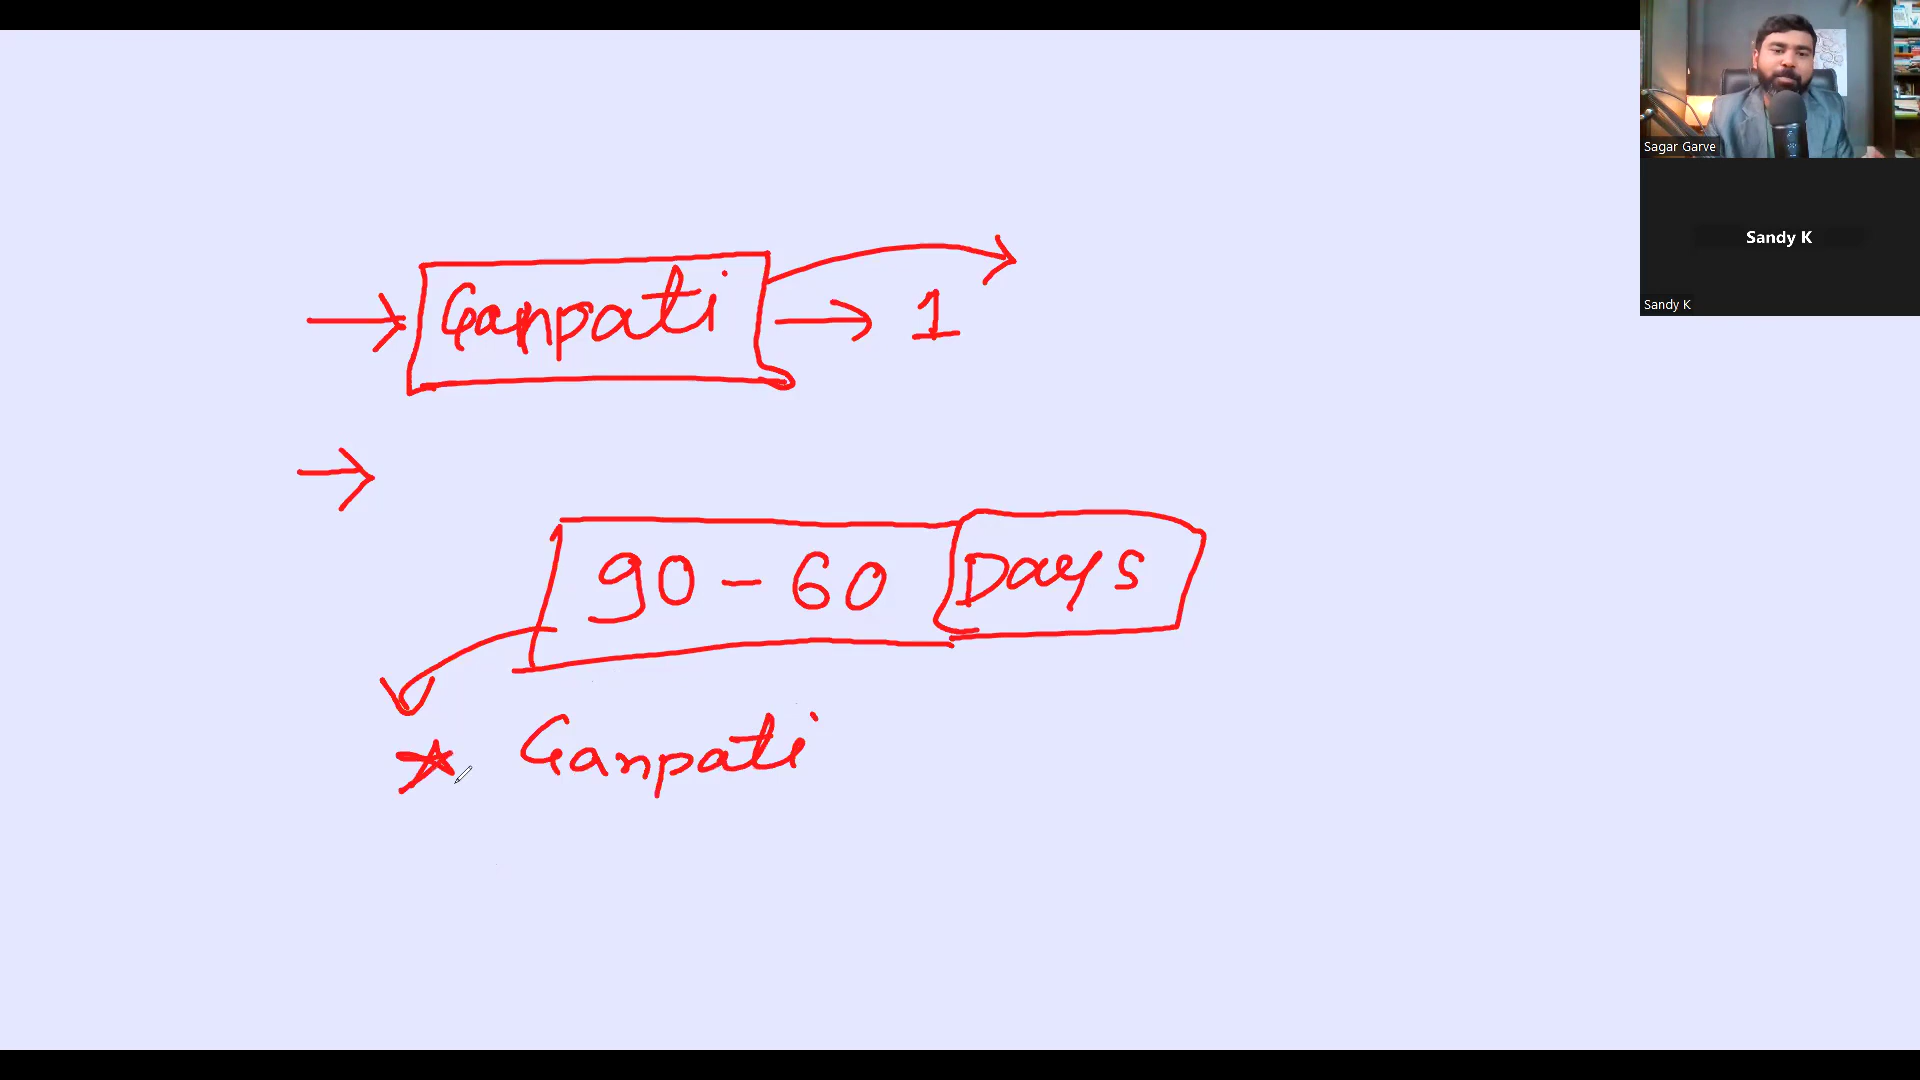 Sagar Garve
Sandy K
Sandy K
→ Ganpati → 1
→
90 - 60 Days
* Ganpati